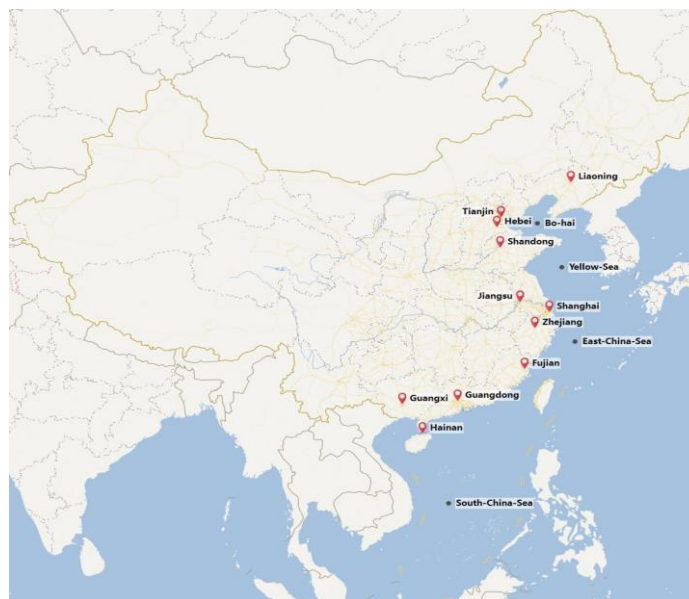 Liaoning
Tianjin
Hebei
Bo-hai
Shandong
Yellow-Sea
Jiangsu
Shanghai
Zhejiang
East-China-Sea
Fujian
Guangxi
Guangdong
Hainan
South-China-Sea